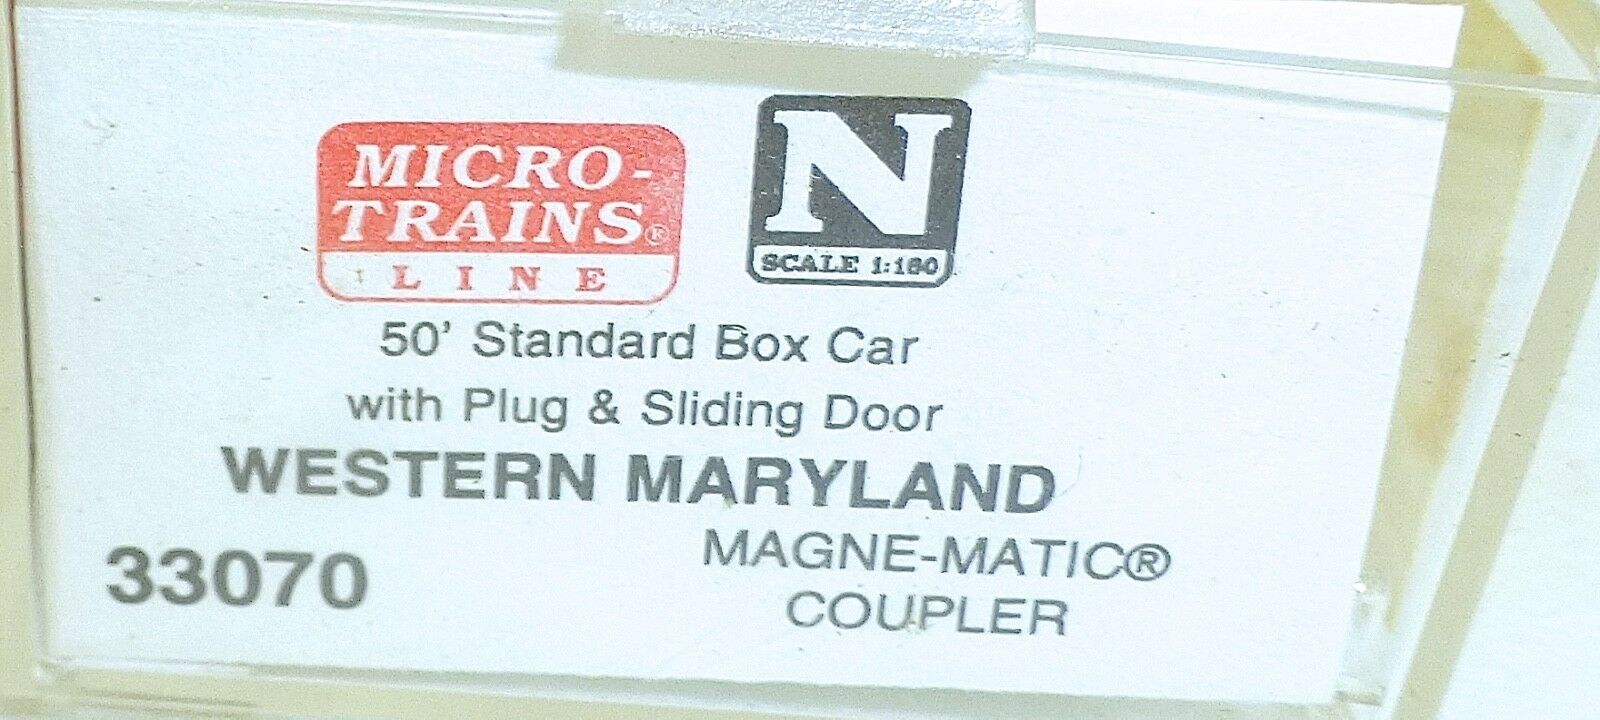 MICRO-
TRAINS®
LINE
N
SCALE 1:160
50' Standard Box Car
with Plug & Sliding Door
WESTERN MARYLAND
33070
MAGNE-MATIC®
COUPLER